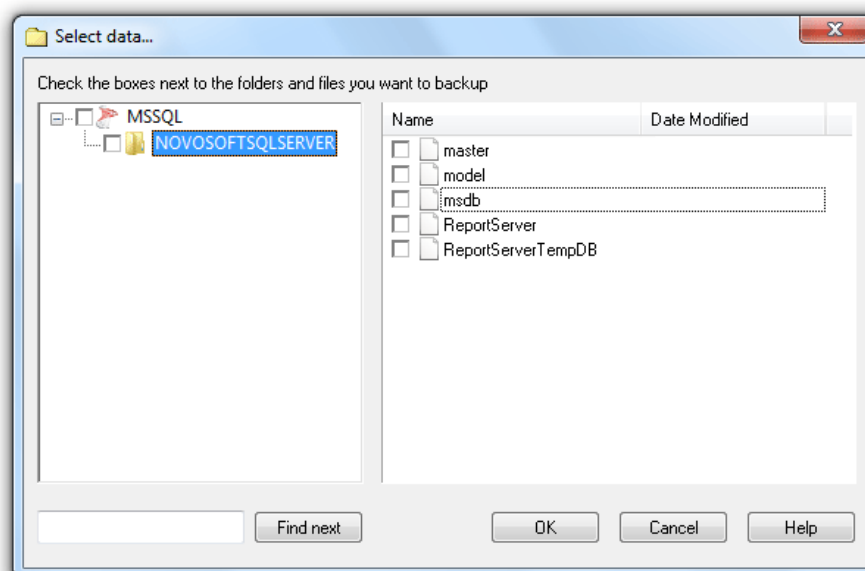 Select data...
Check the boxes next to the folders and files you want to backup
MSSQL
NOVOSOFTSQLSERVER
Name Date Modified
master
model
msdb
ReportServer
ReportServerTempDB
Find next OK Cancel Help